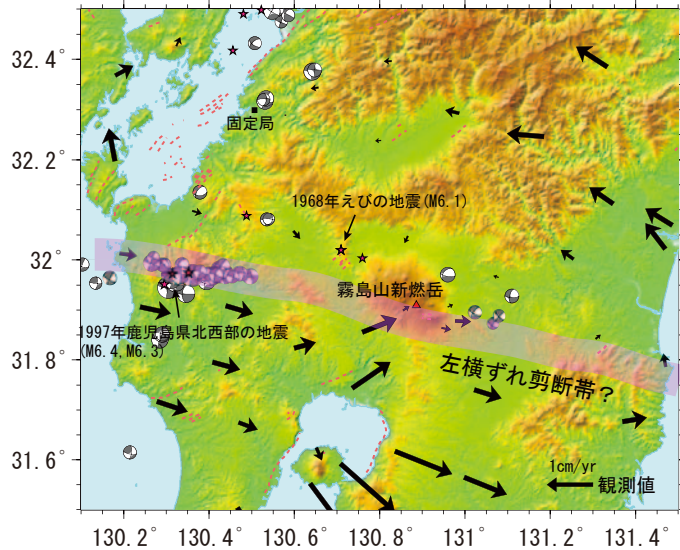 32.4°
固定局
32.2°
1968年えびの地震(M6.1)
32°
霧島山新燃岳
1997年鹿児島県北西部の地震
(M6.4,M6.3)
31.8°
左横ずれ剪断帯？
31.6°
1cm/yr
観測値
130.2° 130.4° 130.6° 130.8° 131° 131.2° 131.4°